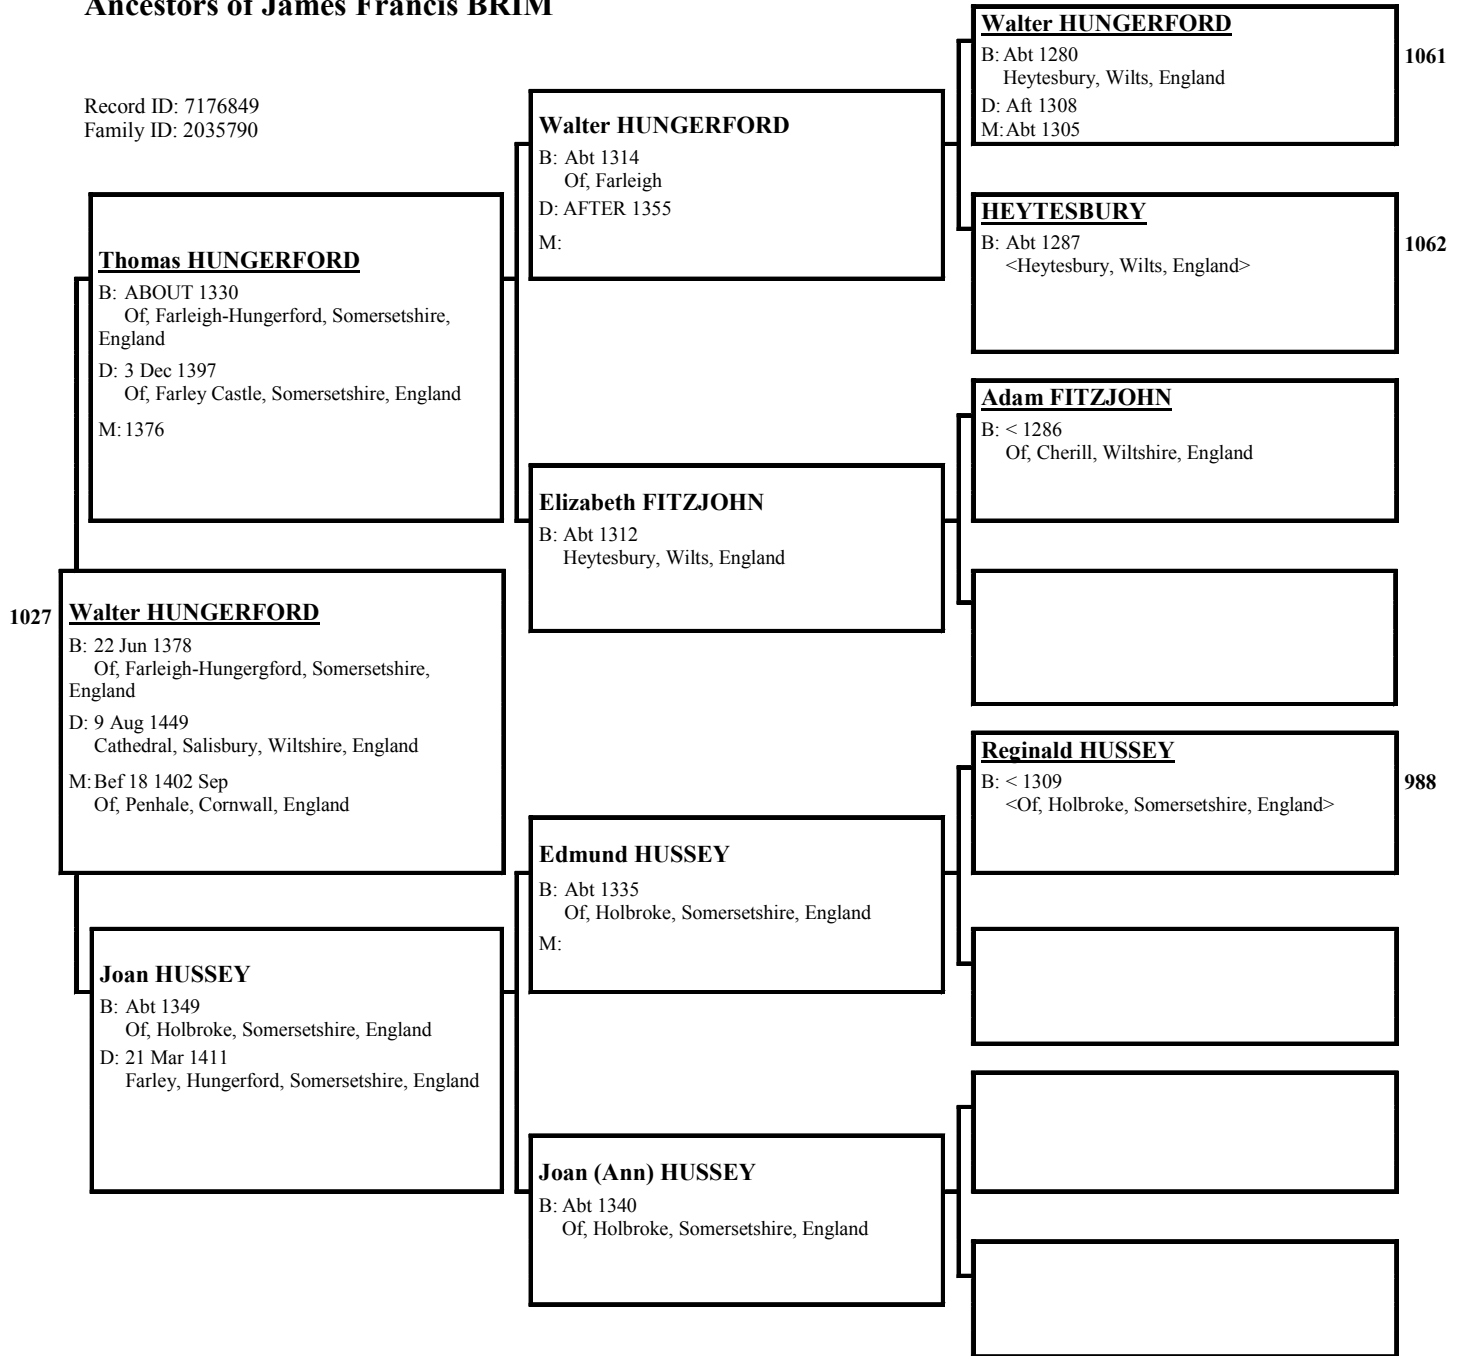 Ancestors of James Francis BRIM
Record ID: 7176849
Family ID: 2035790
1027
Walter HUNGERFORD
B: 22 Jun 1378
Of, Farleigh-Hungergford, Somersetshire,
England
D: 9 Aug 1449
Cathedral, Salisbury, Wiltshire, England
M: Bef 18 1402 Sep
Of, Penhale, Cornwall, England
Thomas HUNGERFORD
B: ABOUT 1330
Of, Farleigh-Hungerford, Somersetshire,
England
D: 3 Dec 1397
Of, Farley Castle, Somersetshire, England
M: 1376
Joan HUSSEY
B: Abt 1349
Of, Holbroke, Somersetshire, England
D: 21 Mar 1411
Farley, Hungerford, Somersetshire, England
Walter HUNGERFORD
B: Abt 1314
Of, Farleigh
D: AFTER 1355
M:
Elizabeth FITZJOHN
B: Abt 1312
Heytesbury, Wilts, England
Edmund HUSSEY
B: Abt 1335
Of, Holbroke, Somersetshire, England
M:
Joan (Ann) HUSSEY
B: Abt 1340
Of, Holbroke, Somersetshire, England
Walter HUNGERFORD
B: Abt 1280
Heytesbury, Wilts, England
D: Aft 1308
M: Abt 1305
1061
HEYTESBURY
B: Abt 1287
<Heytesbury, Wilts, England>
1062
Adam FITZJOHN
B: < 1286
Of, Cherill, Wiltshire, England
Reginald HUSSEY
B: < 1309
<Of, Holbroke, Somersetshire, England>
988